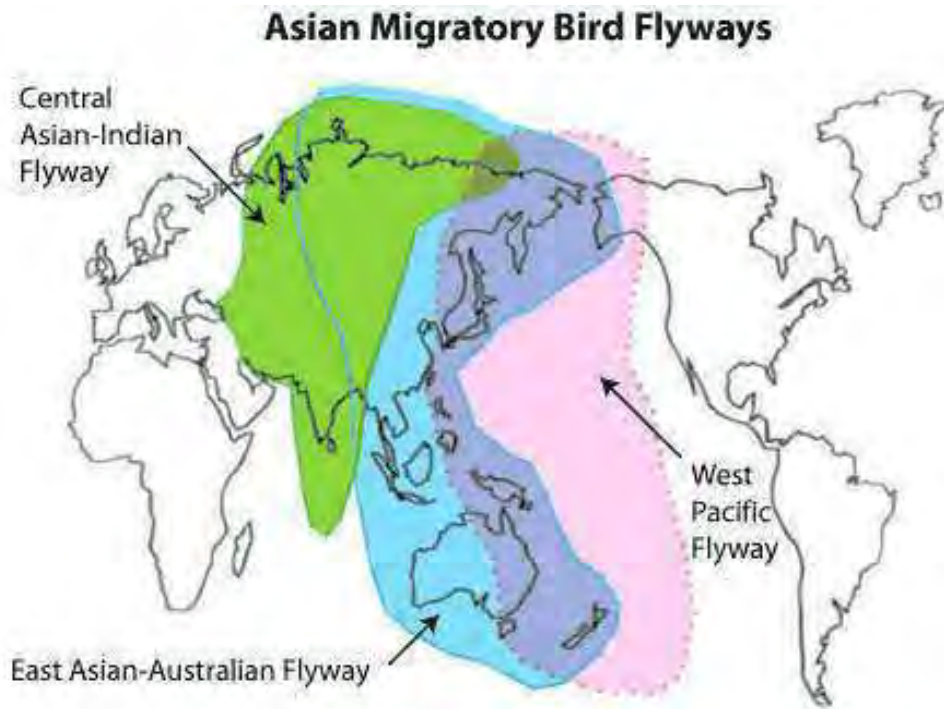 Asian Migratory Bird Flyways
Central
Asian-Indian
Flyway
West
Pacific
Flyway
East Asian-Australian Flyway